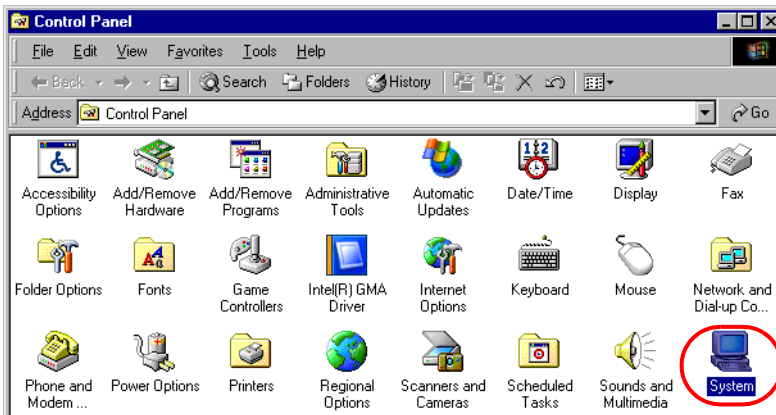 Control Panel
File Edit View Favorites Tools Help
Back Search Folders History
Address Control Panel Go
Accessibility Options
Add/Remove Hardware
Add/Remove Programs
Administrative Tools
Automatic Updates
Date/Time
Display
Fax
Folder Options
Fonts
Game Controllers
Intel(R) GMA Driver
Internet Options
Keyboard
Mouse
Network and Dial-up Co...
Phone and Modem ...
Power Options
Printers
Regional Options
Scanners and Cameras
Scheduled Tasks
Sounds and Multimedia
System